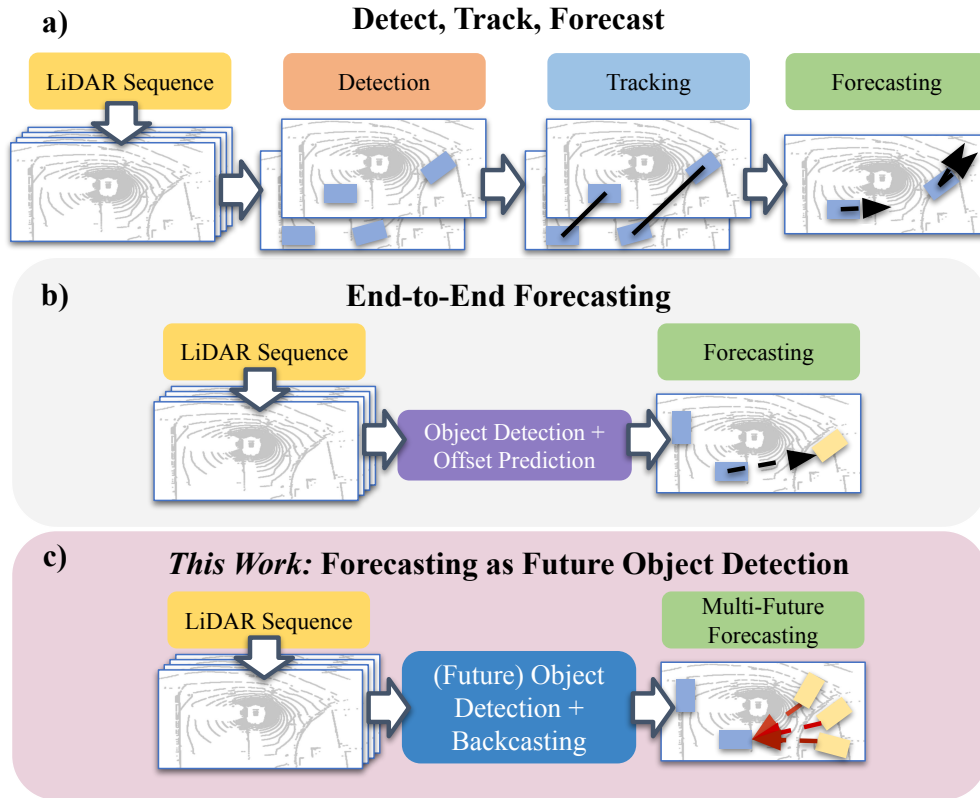 a)
Detect, Track, Forecast
LiDAR Sequence
Detection
Tracking
Forecasting
b)
End-to-End Forecasting
LiDAR Sequence
Forecasting
Object Detection +
Offset Prediction
c)
This Work: Forecasting as Future Object Detection
LiDAR Sequence
Multi-Future
Forecasting
(Future) Object
Detection +
Backcasting